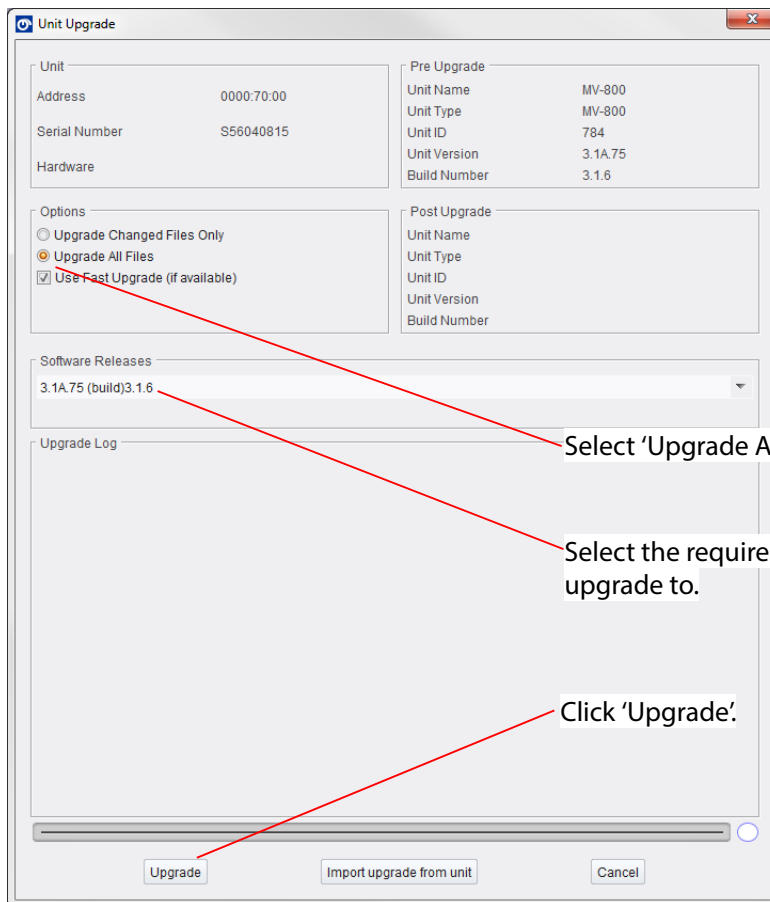 Unit Upgrade
Unit
Address 0000:70:00
Serial Number S56040815
Hardware
Pre Upgrade
Unit Name MV-800
Unit Type MV-800
Unit ID 784
Unit Version 3.1A.75
Build Number 3.1.6
Options
Upgrade Changed Files Only
Upgrade All Files
Use Fast Upgrade (if available)
Post Upgrade
Unit Name
Unit Type
Unit ID
Unit Version
Build Number
Software Releases
3.1A.75 (build)3.1.6
Upgrade Log
Select ‘Upgrade A
Select the require
upgrade to.
Click ‘Upgrade’.
Upgrade
Import upgrade from unit
Cancel